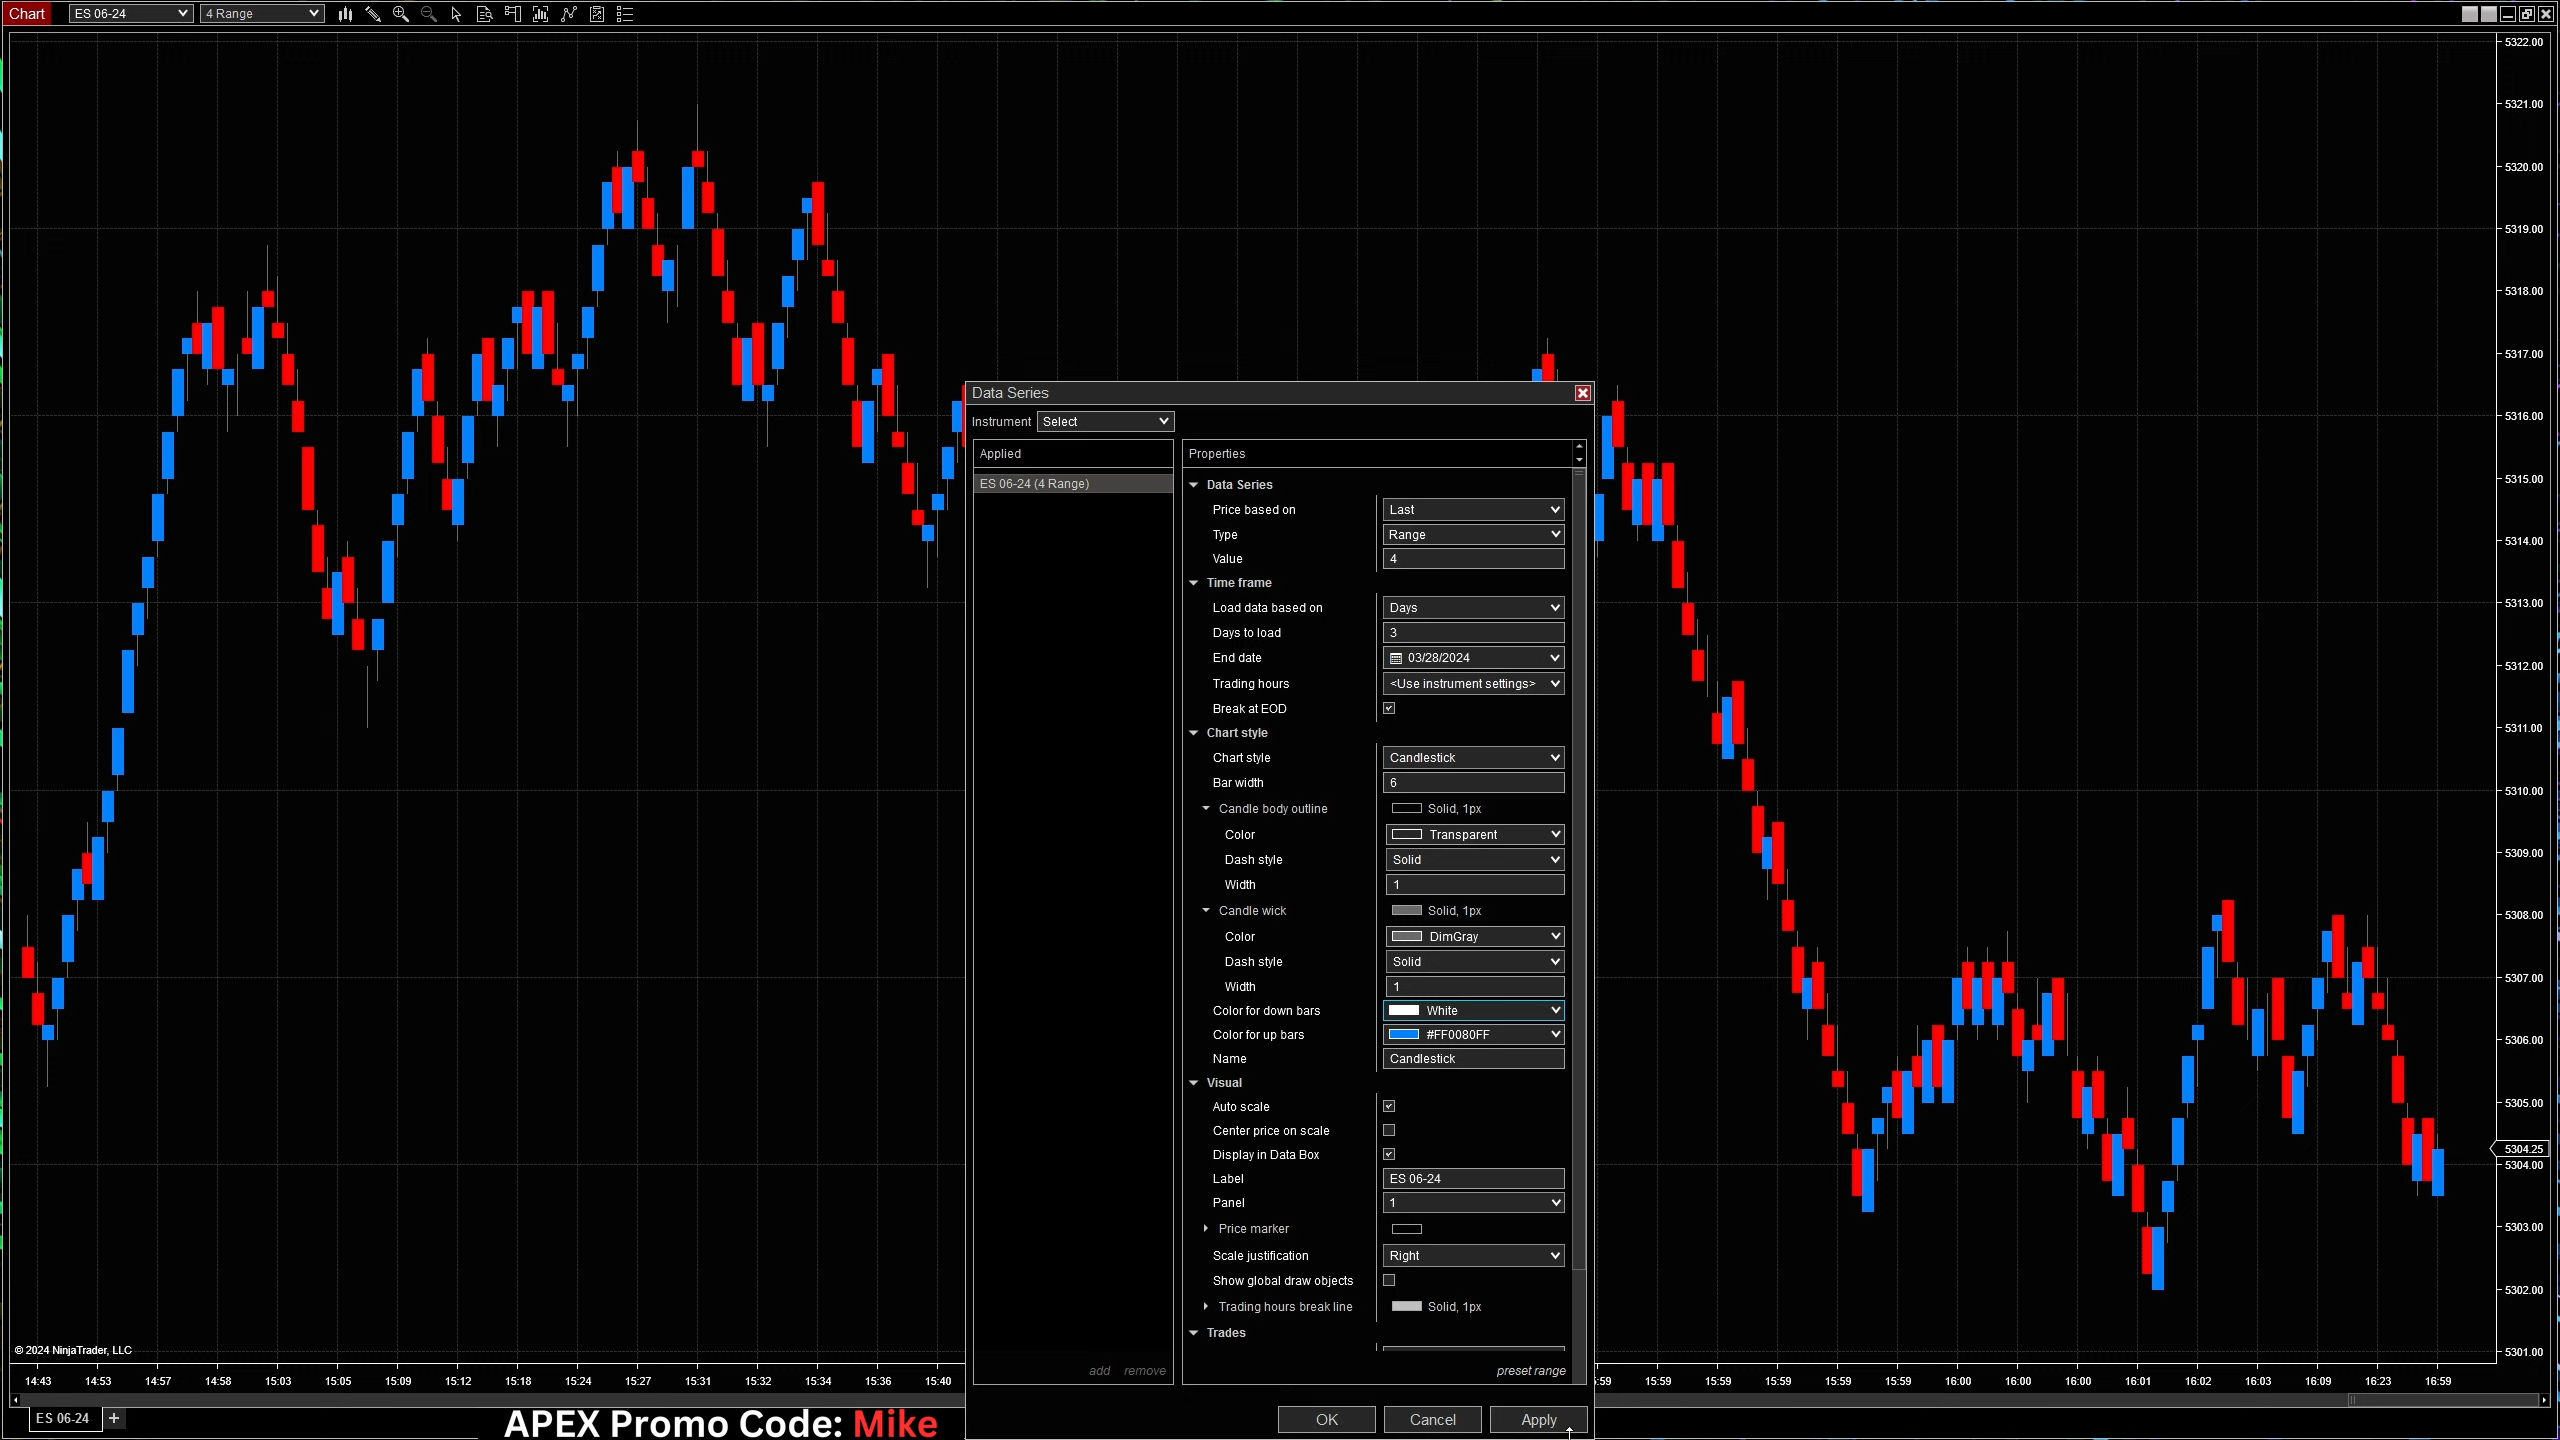 Chart ES 06-24 4 Range
5322.00
5321.00
5320.00
5319.00
5318.00
5317.00
5316.00
5315.00
5314.00
5313.00
5312.00
5311.00
5310.00
5309.00
5308.00
5307.00
5306.00
5305.00
5304.25
5304.00
5303.00
5302.00
5301.00
Data Series
Instrument Select
Applied
ES 06-24 (4 Range)
add remove
Properties
Data Series
Price based on Last
Type Range
Value 4
Time frame
Load data based on Days
Days to load 3
End date 03/28/2024
Trading hours <Use instrument settings>
Break at EOD
Chart style
Chart style Candlestick
Bar width 6
Candle body outline Solid, 1px
Color Transparent
Dash style Solid
Width 1
Candle wick Solid, 1px
Color DimGray
Dash style Solid
Width 1
Color for down bars White
Color for up bars #FF0080FF
Name Candlestick
Visual
Auto scale
Center price on scale
Display in Data Box
Label ES 06-24
Panel 1
Price marker
Scale justification Right
Show global draw objects
Trading hours break line Solid, 1px
Trades
preset range
OK Cancel Apply
© 2024 NinjaTrader, LLC
14:43 14:53 14:57 14:58 15:03 15:05 15:09 15:12 15:18 15:24 15:27 15:31 15:32 15:34 15:36 15:40 :59 15:59 15:59 15:59 15:59 15:59 16:00 16:00 16:00 16:01 16:02 16:03 16:09 16:23 16:59
ES 06-24 +
APEX Promo Code: Mike